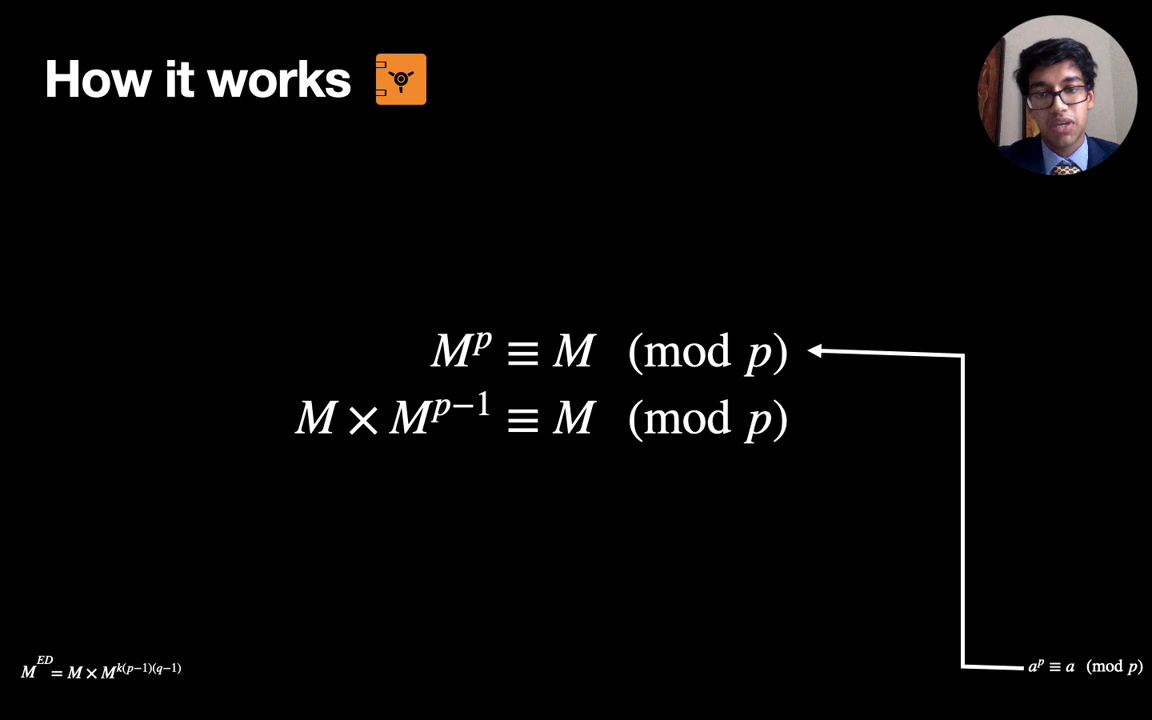 How it works
M^p ≡ M (mod p)
M × M^{p−1} ≡ M (mod p)
M^{ED} = M × M^{k(p−1)(q−1)}
a^p ≡ a (mod p)